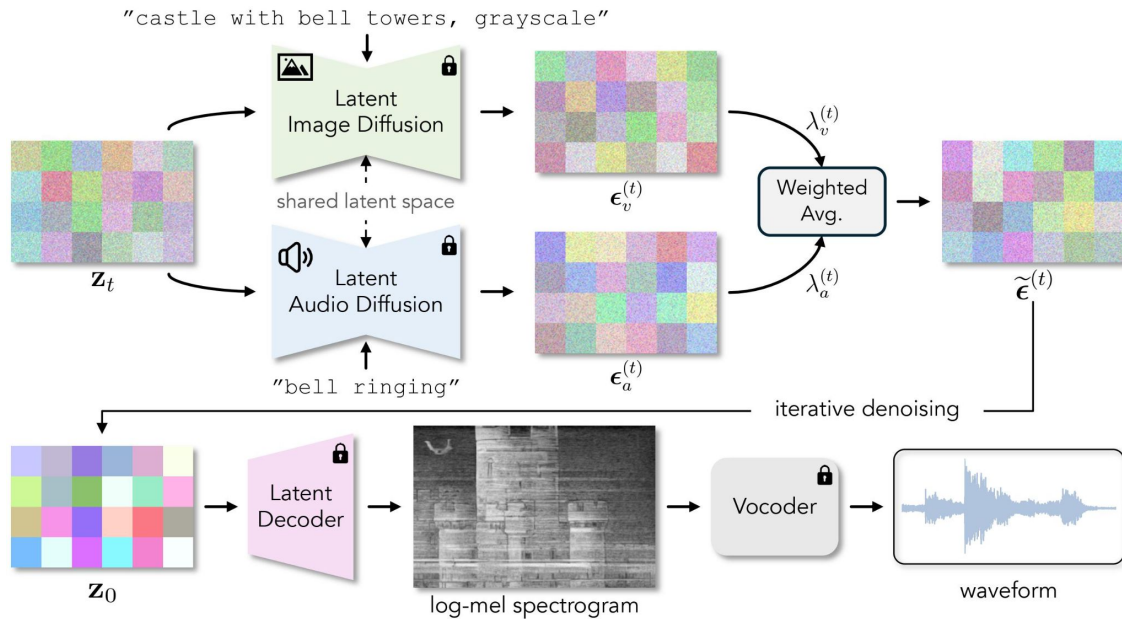 "castle with bell towers, grayscale"
Latent
Image Diffusion
z_t
shared latent space
Latent
Audio Diffusion
"bell ringing"
ϵ_v^{(t)}
ϵ_a^{(t)}
λ_v^{(t)}
Weighted
Avg.
λ_a^{(t)}
ϵ̃^{(t)}
iterative denoising
z_0
Latent
Decoder
log-mel spectrogram
Vocoder
waveform